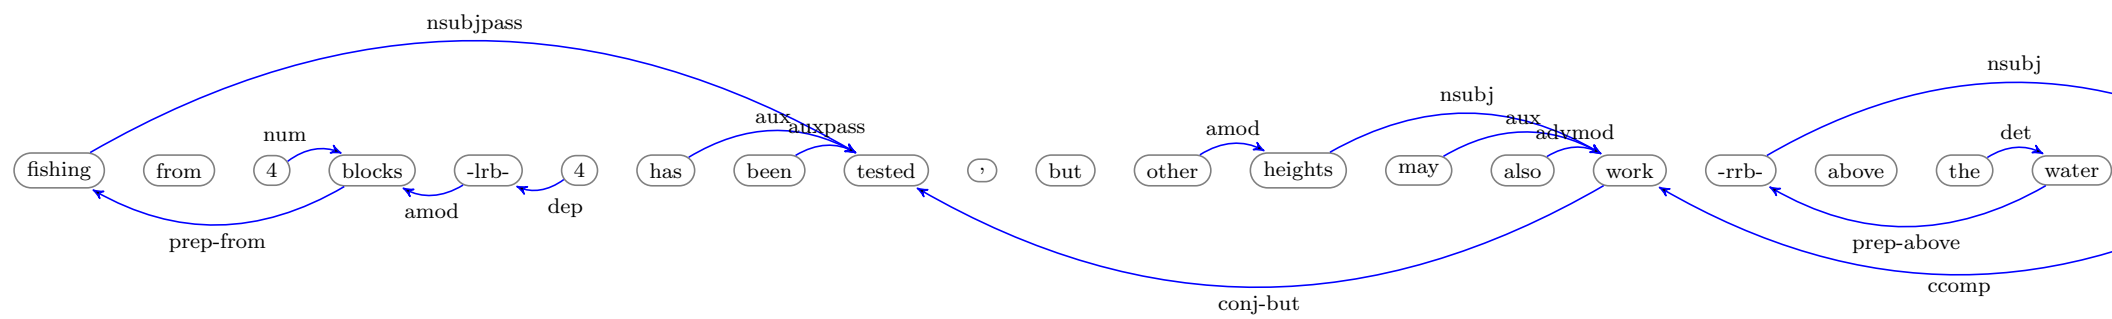 nsubjpass
nsubj
nsubj
num aux auxpass amod aux advmod det
fishing from 4 blocks -lrb- 4 has been tested , but other heights may also work -rrb- above the water
amod dep
prep-from prep-above
ccomp
conj-but